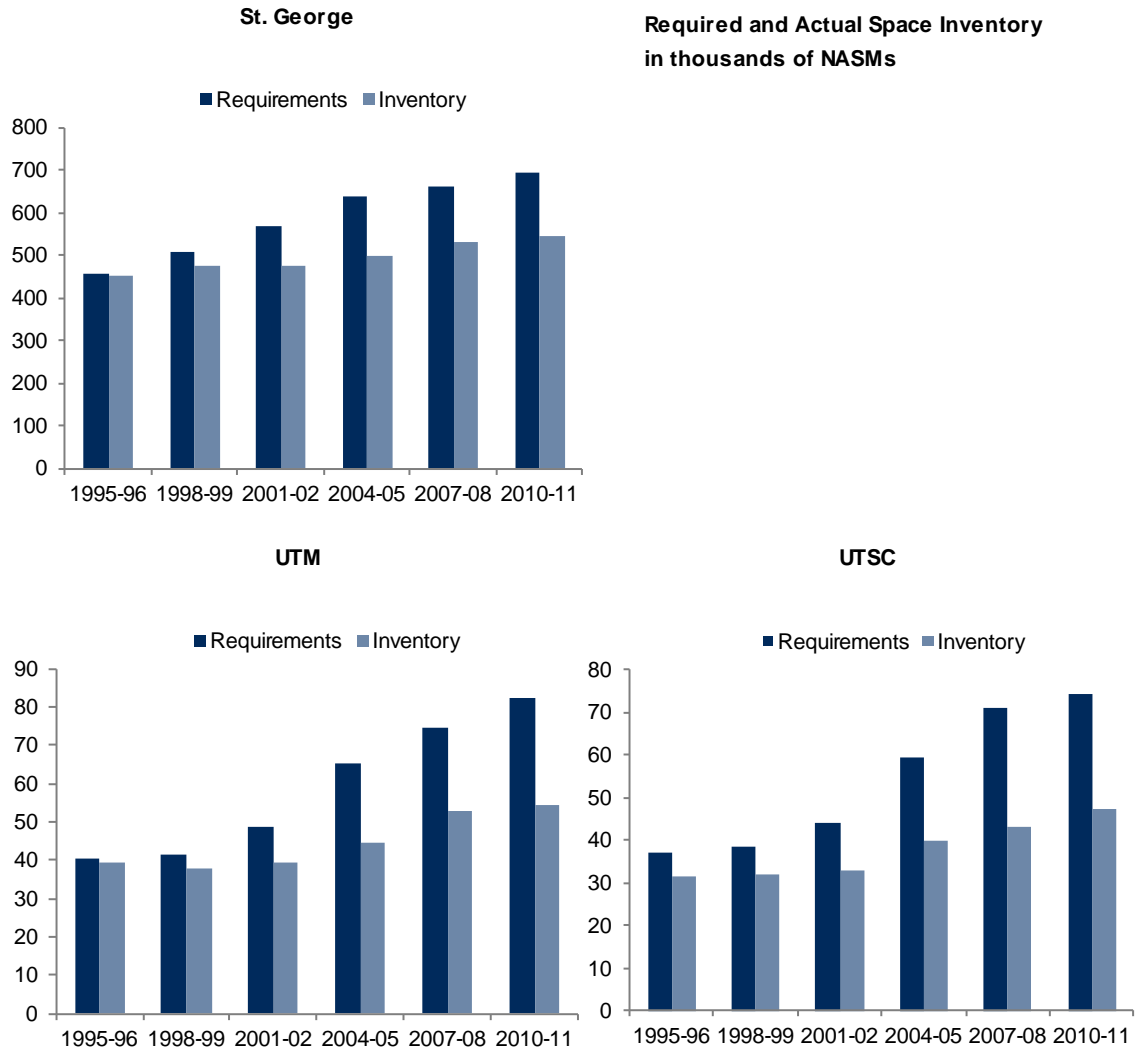 St. George
Required and Actual Space Inventory
in thousands of NASMs
Requirements Inventory
800
700
600
500
400
300
200
100
0
1995-96 1998-99 2001-02 2004-05 2007-08 2010-11
UTM
Requirements Inventory
90
80
70
60
50
40
30
20
10
0
1995-96 1998-99 2001-02 2004-05 2007-08 2010-11
UTSC
Requirements Inventory
80
70
60
50
40
30
20
10
0
1995-96 1998-99 2001-02 2004-05 2007-08 2010-11